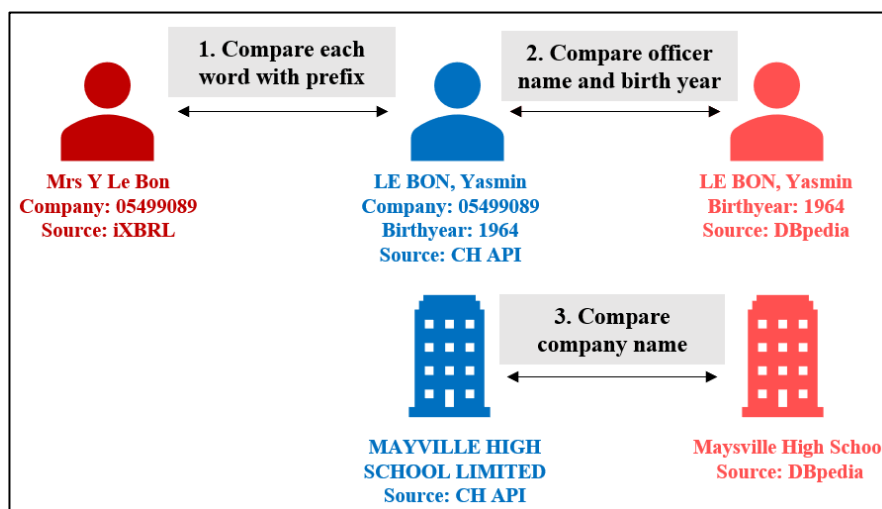 1. Compare each
word with prefix
2. Compare officer
name and birth year
Mrs Y Le Bon
Company: 05499089
Source: iXBRL
LE BON, Yasmin
Company: 05499089
Birthyear: 1964
Source: CH API
LE BON, Yasmin
Birthyear: 1964
Source: DBpedia
3. Compare
company name
MAYVILLE HIGH
SCHOOL LIMITED
Source: CH API
Maysville High Schoo
Source: DBpedia